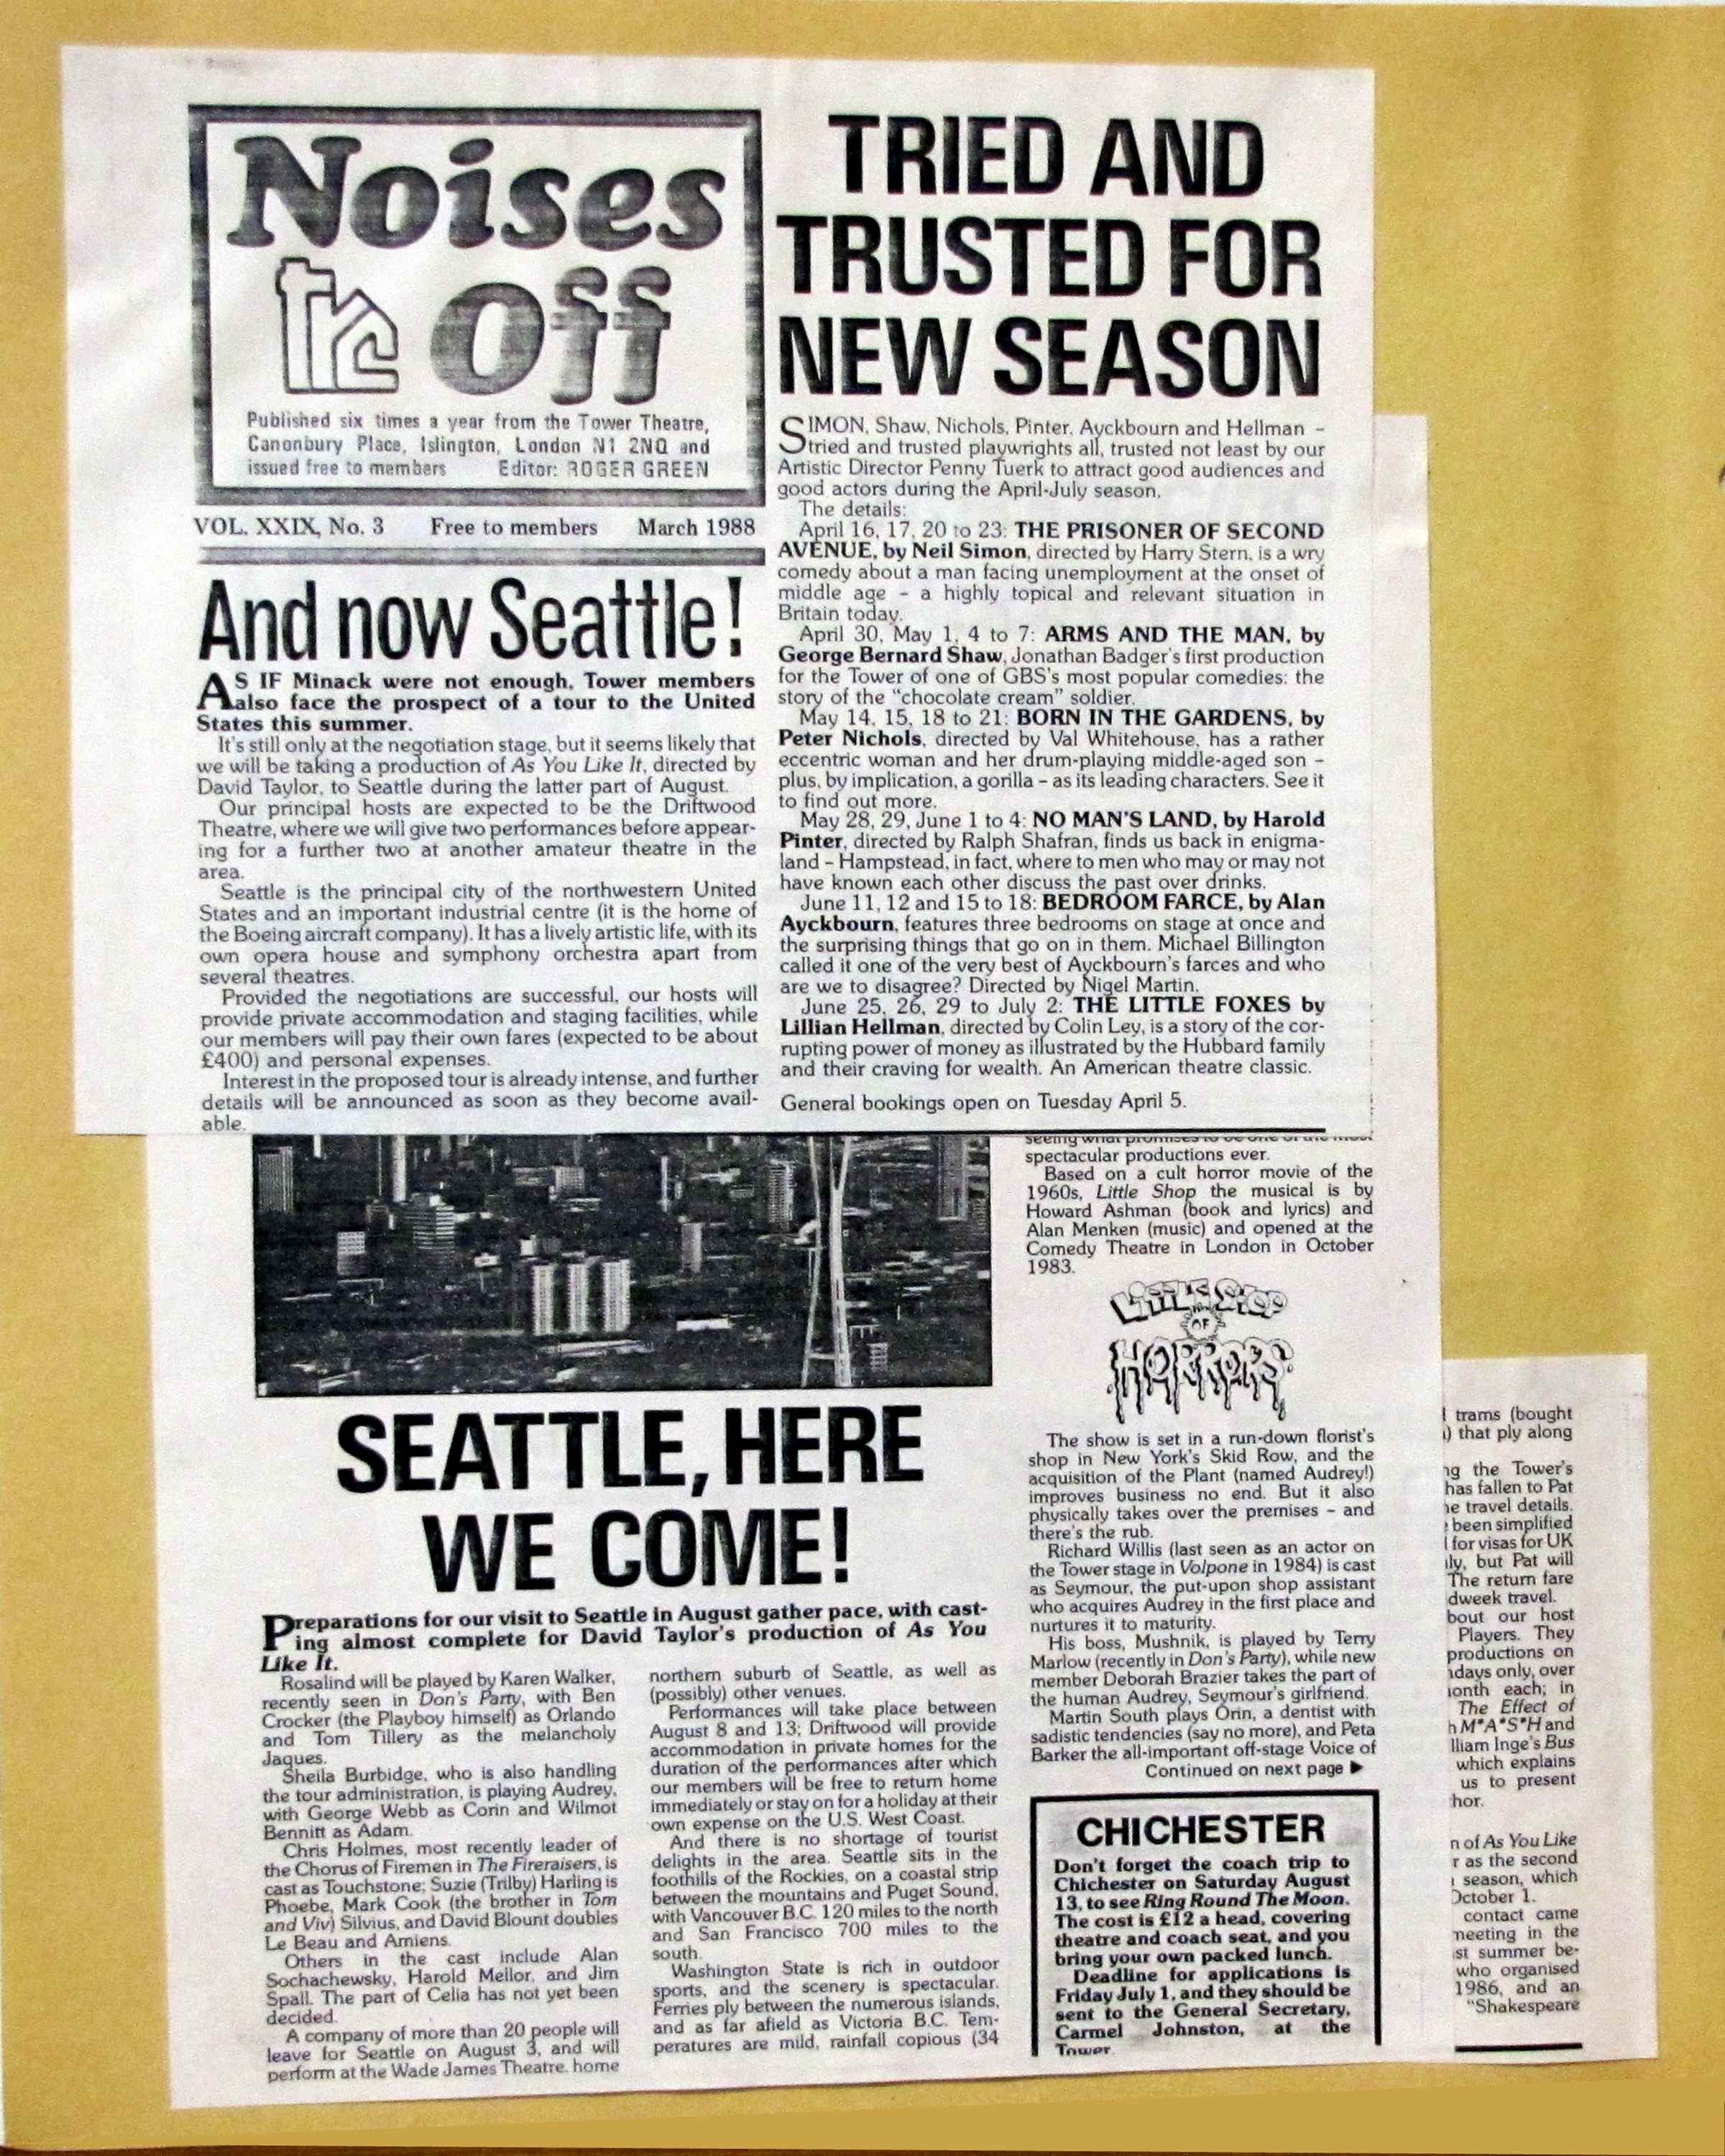 Noises
Off
Published six times a year from the Tower Theatre,
Canonbury Place, Islington, London N1 2NQ and
issued free to members Editor: ROGER GREEN
VOL. XXIX, No. 3 Free to members March 1988
And now Seattle!
AS IF Minack were not enough, Tower members
also face the prospect of a tour to the United
States this summer.
It's still only at the negotiation stage, but it seems likely that
we will be taking a production of As You Like It, directed by
David Taylor, to Seattle during the latter part of August.
Our principal hosts are expected to be the Driftwood
Theatre, where we will give two performances before appear-
ing for a further two at another amateur theatre in the
area.
Seattle is the principal city of the northwestern United
States and an important industrial centre (it is the home of
the Boeing aircraft company). It has a lively artistic life, with its
own opera house and symphony orchestra apart from
several theatres.
Provided the negotiations are successful, our hosts will
provide private accommodation and staging facilities, while
our members will pay their own fares (expected to be about
£400) and personal expenses.
Interest in the proposed tour is already intense, and further
details will be announced as soon as they become avail-
able.
TRIED AND
TRUSTED FOR
NEW SEASON
SIMON, Shaw, Nichols, Pinter, Ayckbourn and Hellman –
tried and trusted playwrights all, trusted not least by our
Artistic Director Penny Tuerk to attract good audiences and
good actors during the April-July season.
The details:
April 16, 17, 20 to 23: THE PRISONER OF SECOND
AVENUE, by Neil Simon, directed by Harry Stern, is a wry
comedy about a man facing unemployment at the onset of
middle age – a highly topical and relevant situation in
Britain today.
April 30, May 1, 4 to 7: ARMS AND THE MAN, by
George Bernard Shaw, Jonathan Badger's first production
for the Tower of one of GBS's most popular comedies: the
story of the "chocolate cream" soldier.
May 14, 15, 18 to 21: BORN IN THE GARDENS, by
Peter Nichols, directed by Val Whitehouse, has a rather
eccentric woman and her drum-playing middle-aged son –
plus, by implication, a gorilla – as its leading characters. See it
to find out more.
May 28, 29, June 1 to 4: NO MAN'S LAND, by Harold
Pinter, directed by Ralph Shafran, finds us back in enigma-
land – Hampstead, in fact, where to men who may or may not
have known each other discuss the past over drinks.
June 11, 12 and 15 to 18: BEDROOM FARCE, by Alan
Ayckbourn, features three bedrooms on stage at once and
the surprising things that go on in them. Michael Billington
called it one of the very best of Ayckbourn's farces and who
are we to disagree? Directed by Nigel Martin.
June 25, 26, 29 to July 2: THE LITTLE FOXES by
Lillian Hellman, directed by Colin Ley, is a story of the cor-
rupting power of money as illustrated by the Hubbard family
and their craving for wealth. An American theatre classic.
General bookings open on Tuesday April 5.
SEATTLE, HERE
WE COME!
Preparations for our visit to Seattle in August gather pace, with cast-
ing almost complete for David Taylor's production of As You
Like It.
Rosalind will be played by Karen Walker,
recently seen in Don's Party, with Ben
Crocker (the Playboy himself) as Orlando
and Tom Tillery as the melancholy
Jaques.
Sheila Burbidge, who is also handling
the tour administration, is playing Audrey,
with George Webb as Corin and Wilmot
Bennitt as Adam.
Chris Holmes, most recently leader of
the Chorus of Firemen in The Fireraisers, is
cast as Touchstone; Suzie (Trilby) Harling is
Phoebe, Mark Cook (the brother in Tom
and Viv) Silvius, and David Blount doubles
Le Beau and Amiens.
Others in the cast include Alan
Sochachewsky, Harold Mellor, and Jim
Spall. The part of Celia has not yet been
decided.
A company of more than 20 people will
leave for Seattle on August 3, and will
perform at the Wade James Theatre, home
northern suburb of Seattle, as well as
(possibly) other venues.
Performances will take place between
August 8 and 13; Driftwood will provide
accommodation in private homes for the
duration of the performances after which
our members will be free to return home
immediately or stay on for a holiday at their
own expense on the U.S. West Coast.
And there is no shortage of tourist
delights in the area. Seattle sits in the
foothills of the Rockies, on a coastal strip
between the mountains and Puget Sound,
with Vancouver B.C. 120 miles to the north
and San Francisco 700 miles to the
south.
Washington State is rich in outdoor
sports, and the scenery is spectacular.
Ferries ply between the numerous islands,
and as far afield as Victoria B.C. Tem-
peratures are mild, rainfall copious (34
seeing what promises to be one of the most
spectacular productions ever.
Based on a cult horror movie of the
1960s, Little Shop the musical is by
Howard Ashman (book and lyrics) and
Alan Menken (music) and opened at the
Comedy Theatre in London in October
1983.
Little Shop
OF
HORRORS
The show is set in a run-down florist's
shop in New York's Skid Row, and the
acquisition of the Plant (named Audrey!)
improves business no end. But it also
physically takes over the premises – and
there's the rub.
Richard Willis (last seen as an actor on
the Tower stage in Volpone in 1984) is cast
as Seymour, the put-upon shop assistant
who acquires Audrey in the first place and
nurtures it to maturity.
His boss, Mushnik, is played by Terry
Marlow (recently in Don's Party), while new
member Deborah Brazier takes the part of
the human Audrey, Seymour's girlfriend.
Martin South plays Orin, a dentist with
sadistic tendencies (say no more), and Peta
Barker the all-important off-stage Voice of
Continued on next page ▶
CHICHESTER
Don't forget the coach trip to
Chichester on Saturday August
13, to see Ring Round The Moon.
The cost is £12 a head, covering
theatre and coach seat, and you
bring your own packed lunch.
Deadline for applications is
Friday July 1, and they should be
sent to the General Secretary,
Carmel Johnston, at the
Tower.
trams (bought
) that ply along
ng the Tower's
has fallen to Pat
e travel details.
been simplified
for visas for UK
ly, but Pat will
The return fare
dweek travel.
bout our host
Players. They
productions on
days only, over
onth each; in
The Effect of
h M*A*S*H and
lliam Inge's Bus
which explains
us to present
hor.
n of As You Like
r as the second
season, which
October 1.
contact came
meeting in the
st summer be-
who organised
1986, and an
"Shakespeare